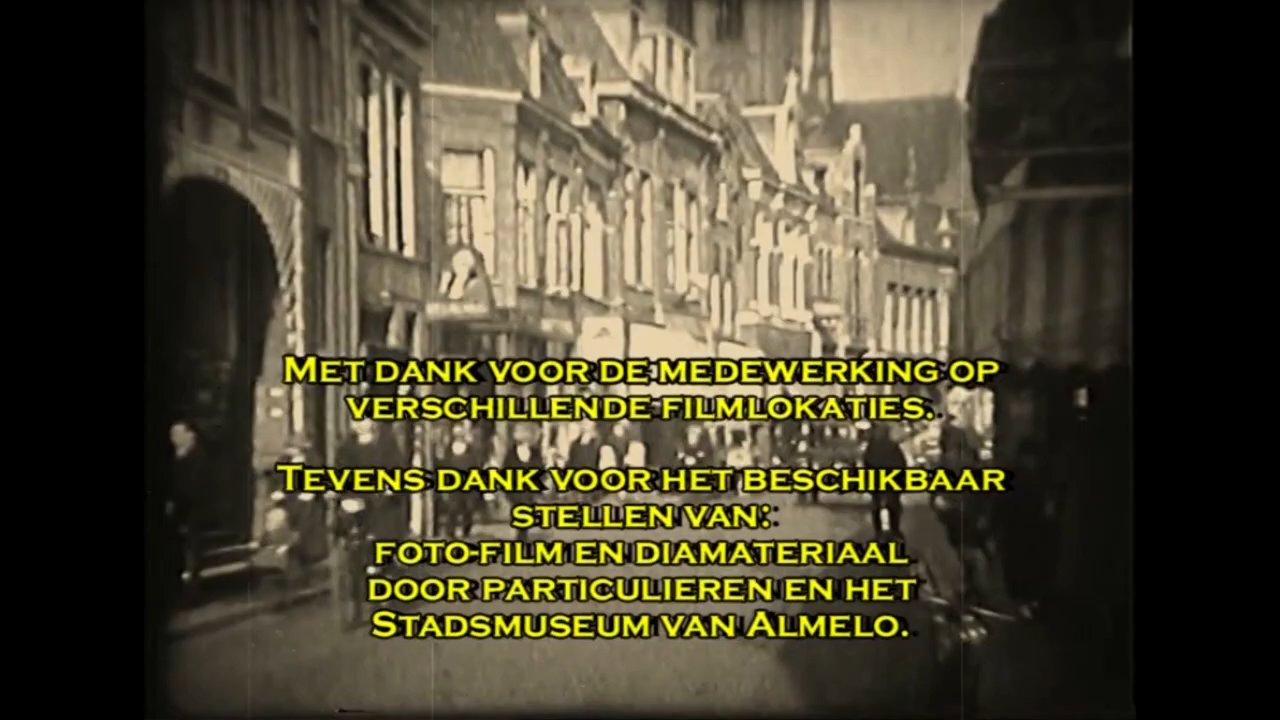 Met dank voor de medewerking op
verschillende filmlokaties.
Tevens dank voor het beschikbaar
stellen van:
foto-film en diamateriaal
door particulieren en het
Stadsmuseum van Almelo.